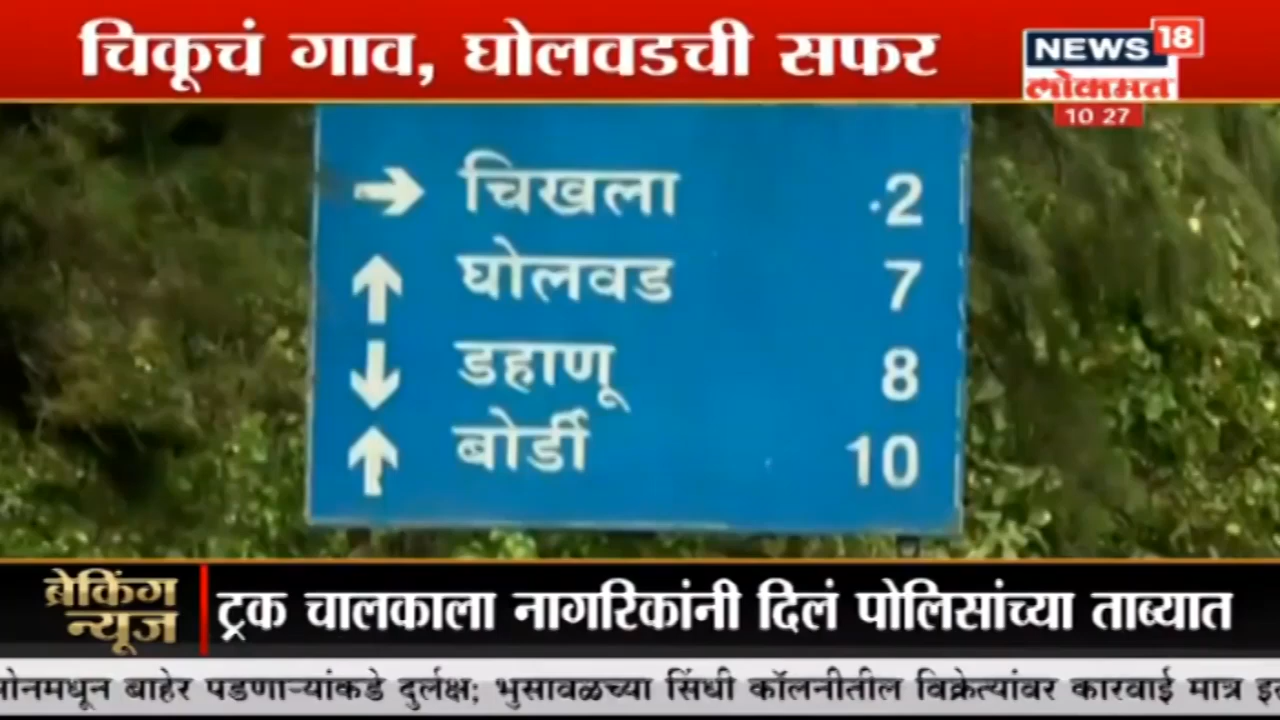 चिकूचं गाव, घोलवडची सफर
NEWS 18
लोकमत
10 27
चिखला 2
घोलवड 7
डहाणू 8
बोर्डी 10
ब्रेकिंग
न्यूज
ट्रक चालकाला नागरिकांनी दिलं पोलिसांच्या ताब्यात
बाहेर पडणाऱ्यांकडे दुर्लक्ष; भुसावळच्या सिंधी कॉलनीतील विक्रेत्यांवर कारवाई मात्र